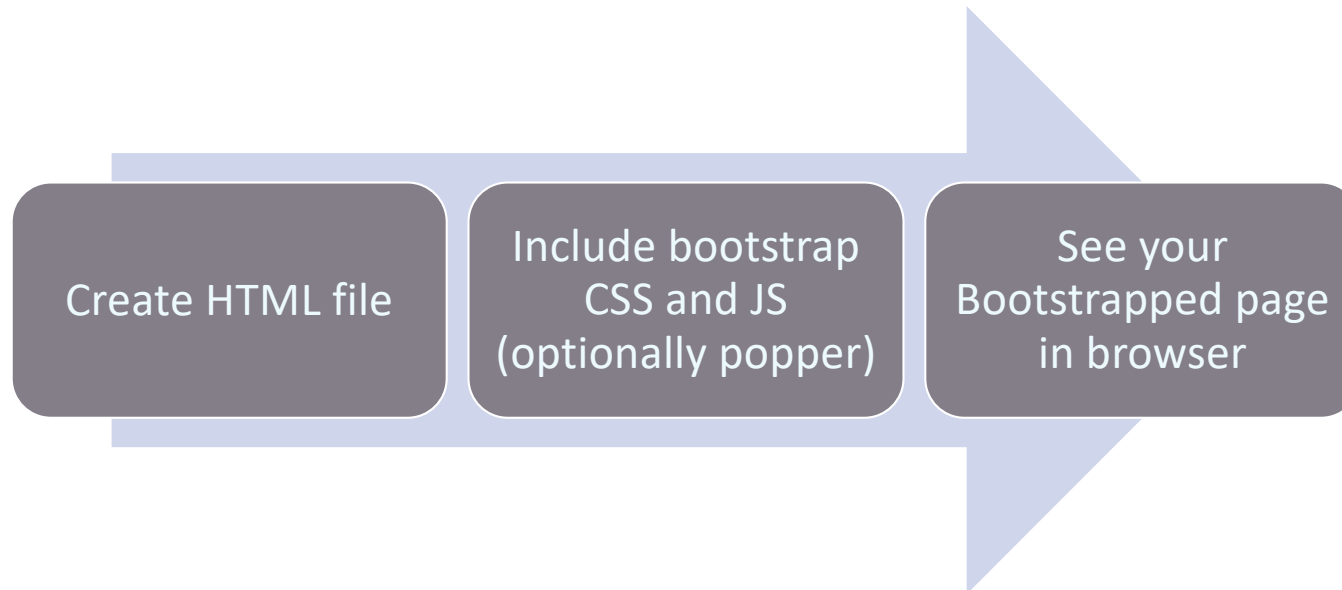 Create HTML file
Include bootstrap
CSS and JS
(optionally popper)
See your
Bootstrapped page
in browser